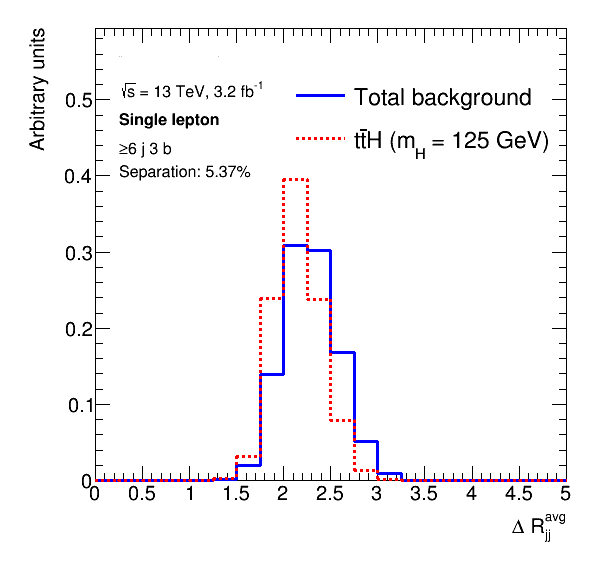 Arbitrary units
√s = 13 TeV, 3.2 fb⁻¹
Single lepton
≥6 j 3 b
Separation: 5.37%
Total background
tt̄H (m_H = 125 GeV)
0.5
0.4
0.3
0.2
0.1
0
0 0.5 1 1.5 2 2.5 3 3.5 4 4.5 5
Δ R_jj^avg